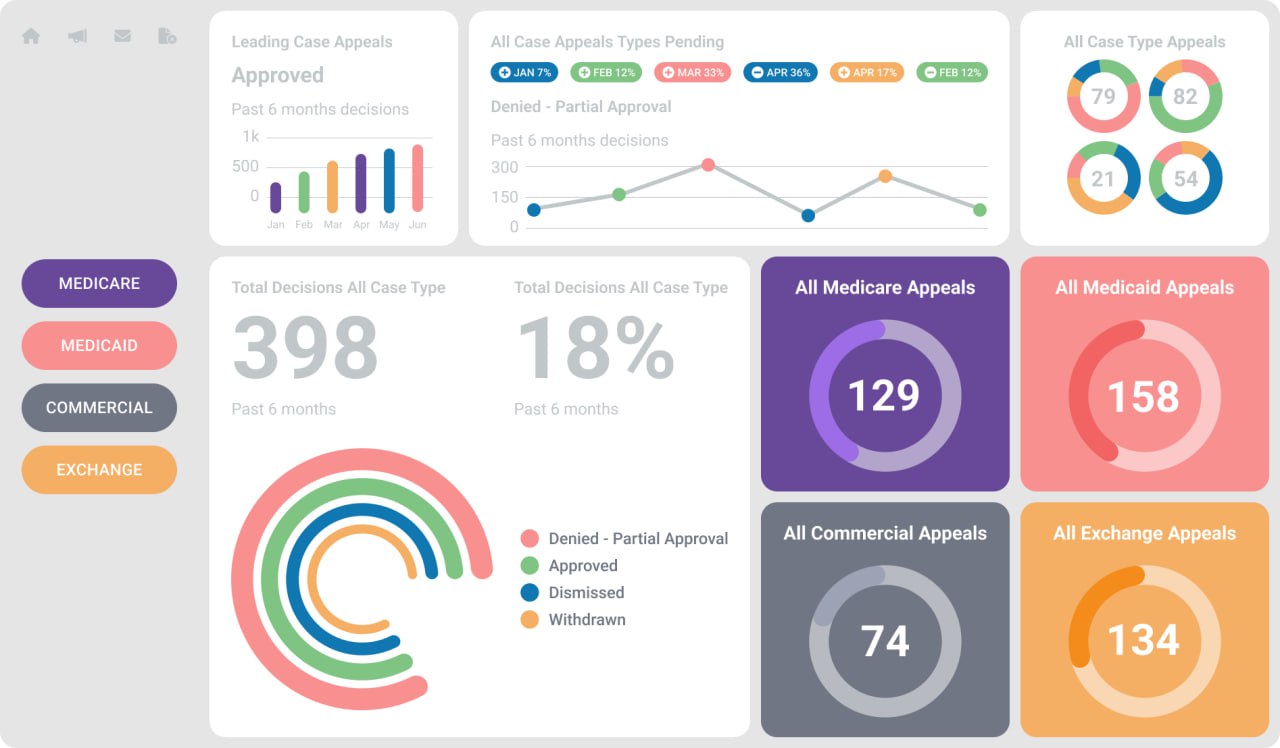 Leading Case Appeals
Approved
Past 6 months decisions
1k
500
0
Jan Feb Mar Apr May Jun
All Case Appeals Types Pending
JAN 7% FEB 12% MAR 33% APR 36% APR 17% FEB 12%
Denied - Partial Approval
Past 6 months decisions
300
150
0
All Case Type Appeals
79 82
21 54
MEDICARE
MEDICAID
COMMERCIAL
EXCHANGE
Total Decisions All Case Type
398
Past 6 months
Total Decisions All Case Type
18%
Past 6 months
Denied - Partial Approval
Approved
Dismissed
Withdrawn
All Medicare Appeals
129
All Medicaid Appeals
158
All Commercial Appeals
74
All Exchange Appeals
134